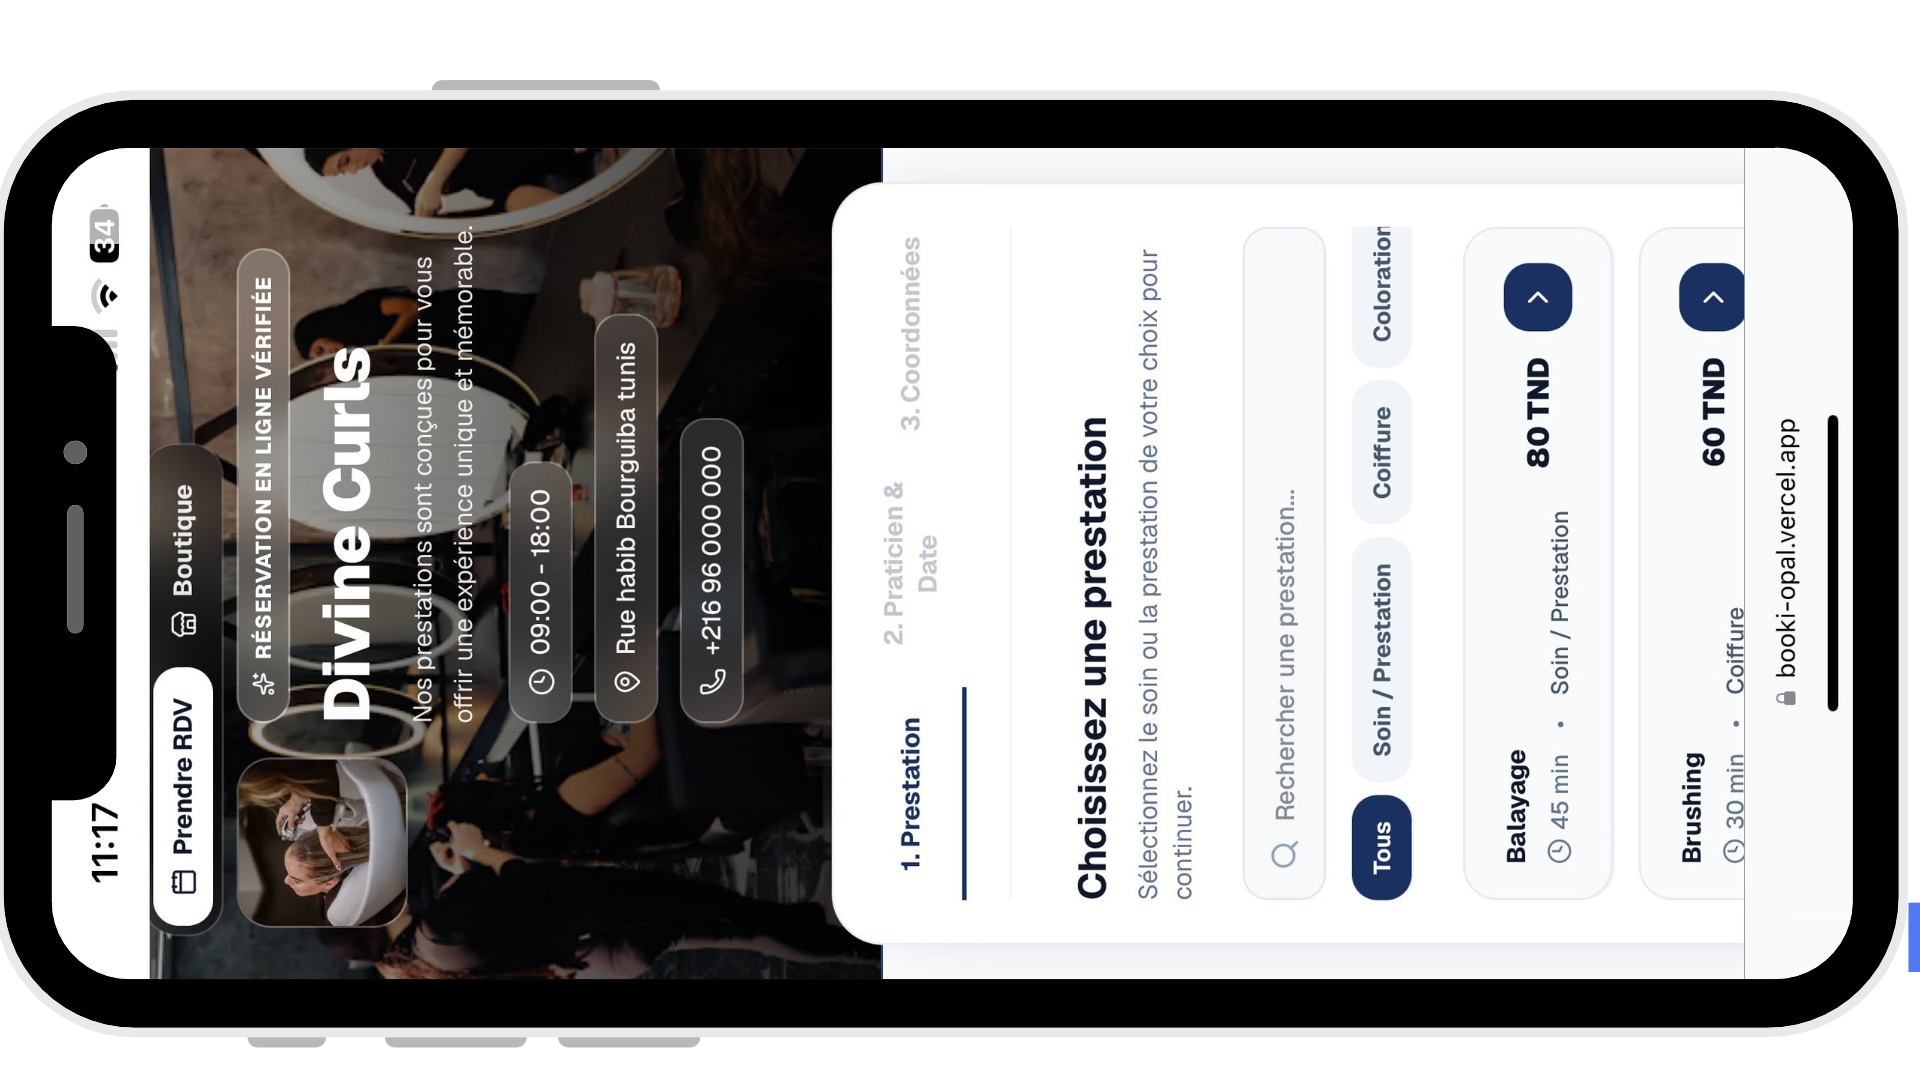 11:17
34
Prendre RDV
Boutique
RÉSERVATION EN LIGNE VÉRIFIÉE
Divine Curls
Nos prestations sont conçues pour vous
offrir une expérience unique et mémorable.
09:00 - 18:00
Rue habib Bourguiba tunis
+216 96 000 000
1. Prestation
2. Praticien &
Date
3. Coordonnées
Choisissez une prestation
Sélectionnez le soin ou la prestation de votre choix pour
continuer.
Rechercher une prestation...
Tous
Soin / Prestation
Coiffure
Coloration
Balayage
45 min • Soin / Prestation
80 TND
Brushing
30 min • Coiffure
60 TND
booki-opal.vercel.app